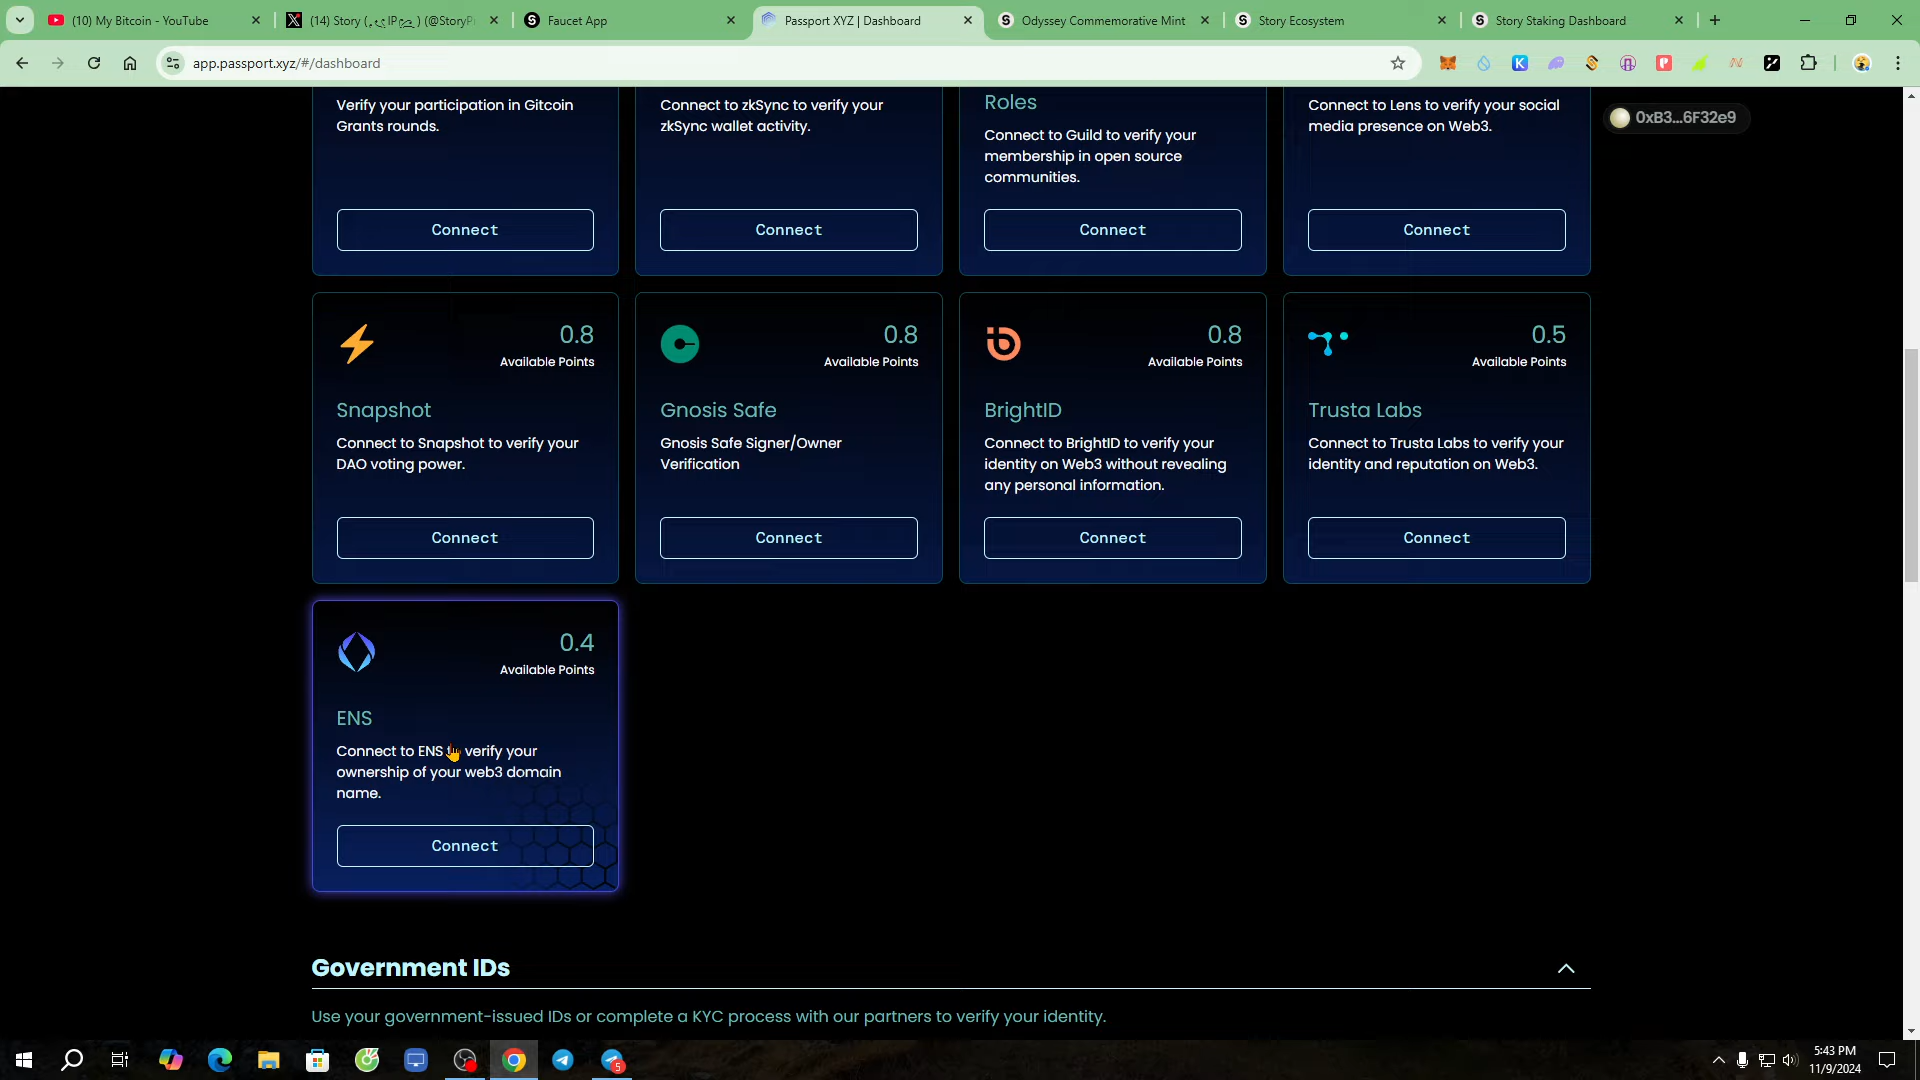 (10) My Bitcoin - YouTube
Faucet App
Passport XYZ | Dashboard
Odyssey Commemorative Mint
Story Ecosystem
Story Staking Dashboard
app.passport.xyz/#/dashboard
0xB3...6F32e9
Verify your participation in Gitcoin
Grants rounds.
Connect
Connect to zkSync to verify your
zkSync wallet activity.
Connect
Roles
Connect to Guild to verify your
membership in open source
communities.
Connect
Connect to Lens to verify your social
media presence on Web3.
Connect
0.8
Available Points
Snapshot
Connect to Snapshot to verify your
DAO voting power.
Connect
0.8
Available Points
Gnosis Safe
Gnosis Safe Signer/Owner
Verification
Connect
0.8
Available Points
BrightID
Connect to BrightID to verify your
identity on Web3 without revealing
any personal information.
Connect
0.5
Available Points
Trusta Labs
Connect to Trusta Labs to verify your
identity and reputation on Web3.
Connect
0.4
Available Points
ENS
Connect to ENS verify your
ownership of your web3 domain
name.
Connect
Government IDs
Use your government-issued IDs or complete a KYC process with our partners to verify your identity.
5:43 PM
11/9/2024
5